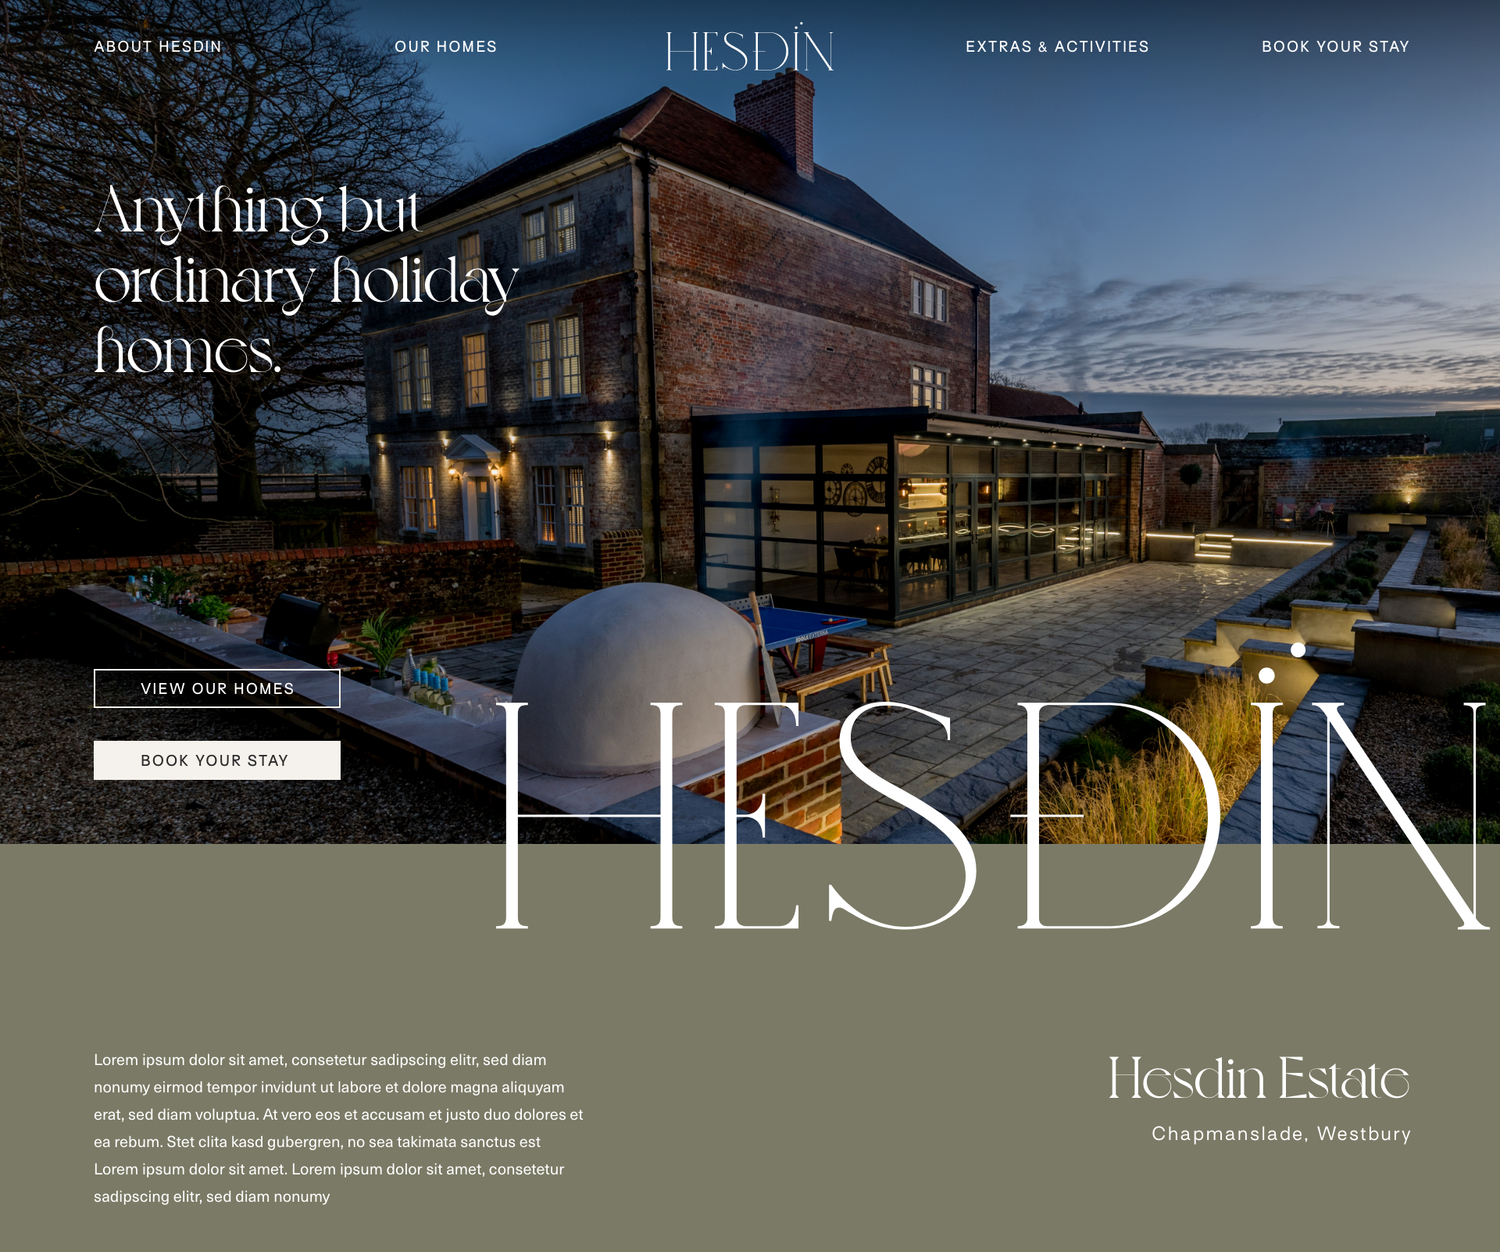 ABOUT HESDIN
OUR HOMES
HESDİN
EXTRAS & ACTIVITIES
BOOK YOUR STAY
Anything but
ordinary holiday
homes.
VIEW OUR HOMES
BOOK YOUR STAY
HESDİN
Lorem ipsum dolor sit amet, consetetur sadipscing elitr, sed diam
nonumy eirmod tempor invidunt ut labore et dolore magna aliquyam
erat, sed diam voluptua. At vero eos et accusam et justo duo dolores et
ea rebum. Stet clita kasd gubergren, no sea takimata sanctus est
Lorem ipsum dolor sit amet. Lorem ipsum dolor sit amet, consetetur
sadipscing elitr, sed diam nonumy
Hesdin Estate
Chapmanslade, Westbury